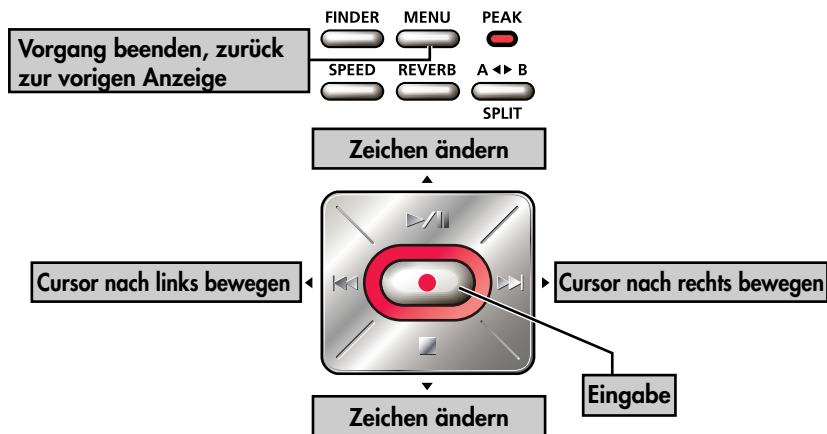 FINDER MENU PEAK
Vorgang beenden, zurück
zur vorigen Anzeige
SPEED REVERB A ◂▸ B
SPLIT
Zeichen ändern
Cursor nach links bewegen
Cursor nach rechts bewegen
Eingabe
Zeichen ändern